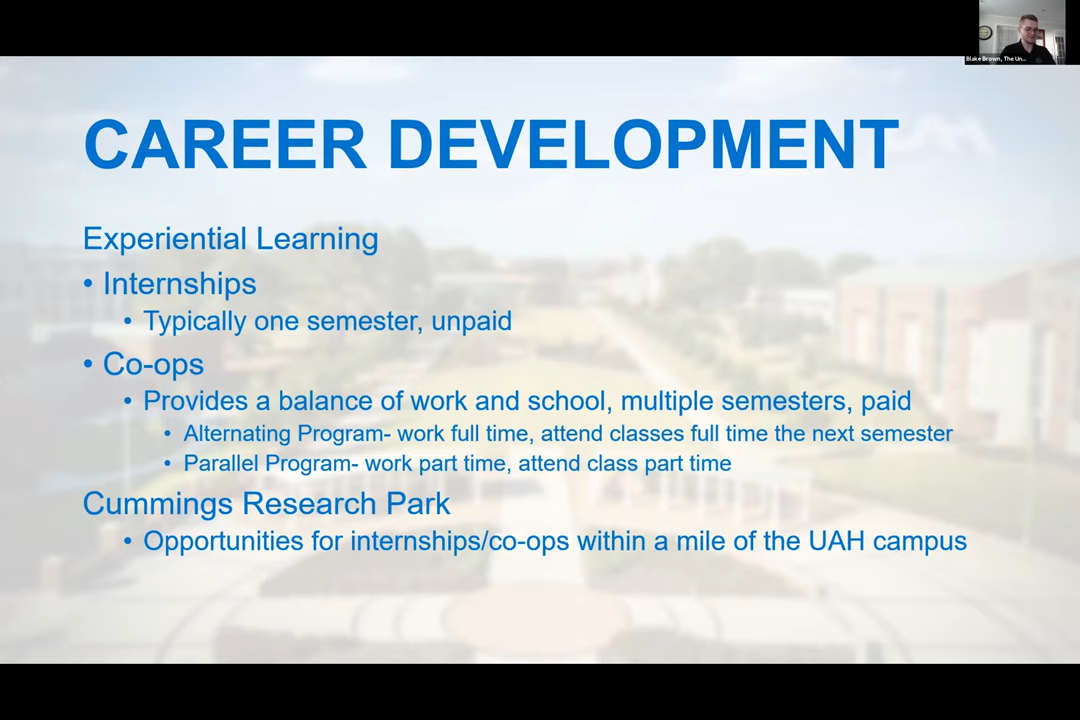 Blake Brown, The Un...
CAREER DEVELOPMENT
Experiential Learning
• Internships
• Typically one semester, unpaid
• Co-ops
• Provides a balance of work and school, multiple semesters, paid
• Alternating Program- work full time, attend classes full time the next semester
• Parallel Program- work part time, attend class part time
Cummings Research Park
• Opportunities for internships/co-ops within a mile of the UAH campus